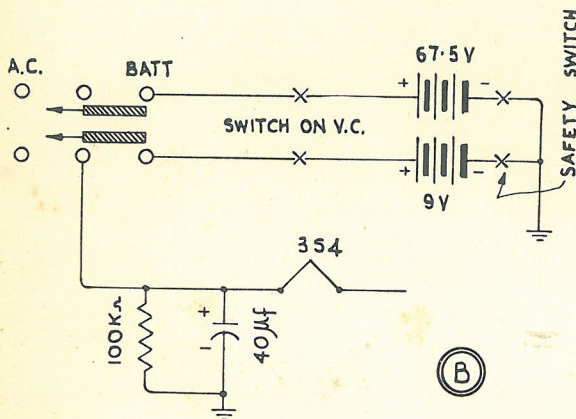 67.5V
A.C. BATT
+ -
SWITCH ON V.C.
SAFETY SWITCH
+ -
9V
3S4
100KΩ
+
-
40µf
B